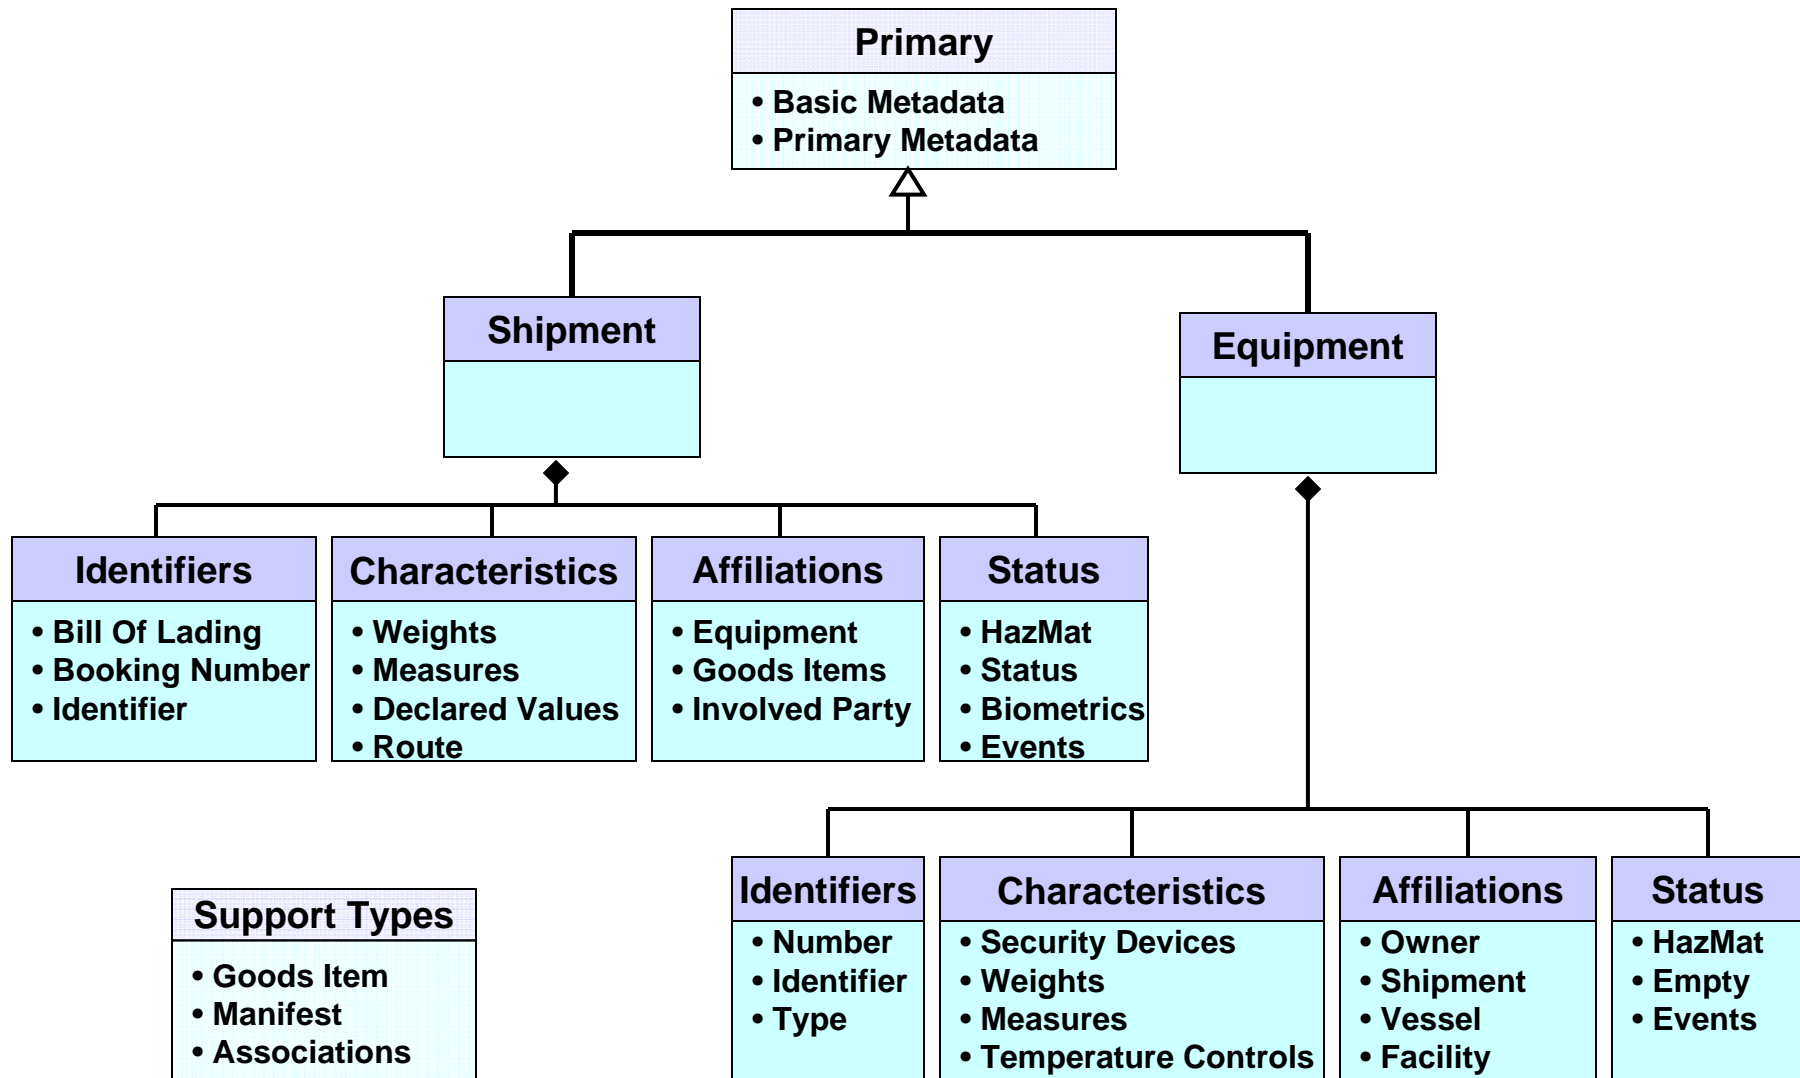 Primary
• Basic Metadata
• Primary Metadata
Shipment
Equipment
Identifiers
• Bill Of Lading
• Booking Number
• Identifier
Characteristics
• Weights
• Measures
• Declared Values
• Route
Affiliations
• Equipment
• Goods Items
• Involved Party
Status
• HazMat
• Status
• Biometrics
• Events
Support Types
• Goods Item
• Manifest
• Associations
Identifiers
• Number
• Identifier
• Type
Characteristics
• Security Devices
• Weights
• Measures
• Temperature Controls
Affiliations
• Owner
• Shipment
• Vessel
• Facility
Status
• HazMat
• Empty
• Events